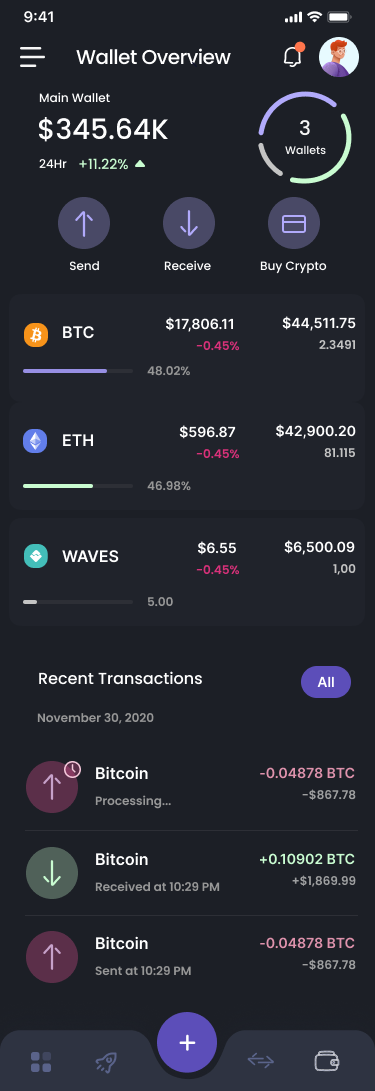 9:41
Wallet Overview
Main Wallet
$345.64K
24Hr +11.22%
3
Wallets
Send Receive Buy Crypto
BTC $17,806.11 $44,511.75
-0.45% 2.3491
48.02%
ETH $596.87 $42,900.20
-0.45% 81.115
46.98%
WAVES $6.55 $6,500.09
-0.45% 1,00
5.00
Recent Transactions All
November 30, 2020
Bitcoin -0.04878 BTC
Processing... -$867.78
Bitcoin +0.10902 BTC
Received at 10:29 PM +$1,869.99
Bitcoin -0.04878 BTC
Sent at 10:29 PM -$867.78